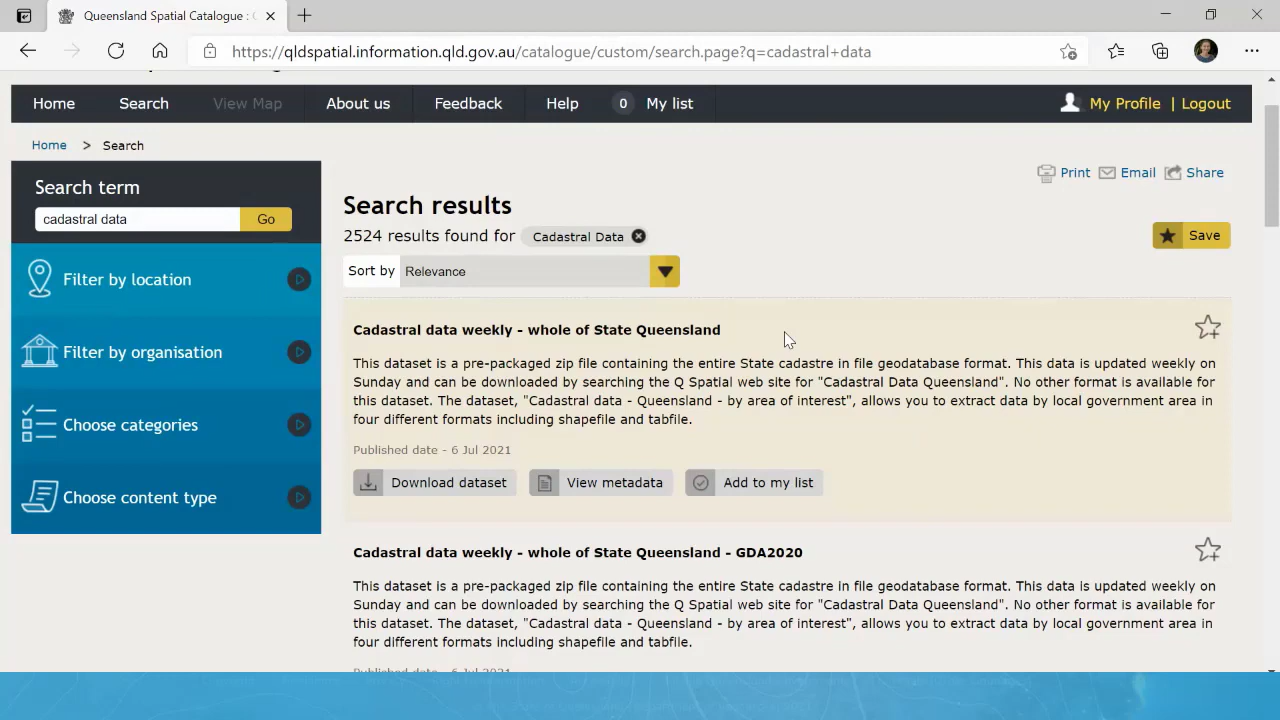 Queensland Spatial Catalogue :
https://qldspatial.information.qld.gov.au/catalogue/custom/search.page?q=cadastral+data
Home Search View Map About us Feedback Help 0 My list My Profile | Logout
Home > Search
Print Email Share
Search term
cadastral data Go
Filter by location
Filter by organisation
Choose categories
Choose content type
Search results
2524 results found for Cadastral Data
Save
Sort by Relevance
Cadastral data weekly - whole of State Queensland
This dataset is a pre-packaged zip file containing the entire State cadastre in file geodatabase format. This data is updated weekly on
Sunday and can be downloaded by searching the Q Spatial web site for "Cadastral Data Queensland". No other format is available for
this dataset. The dataset, "Cadastral data - Queensland - by area of interest", allows you to extract data by local government area in
four different formats including shapefile and tabfile.
Published date - 6 Jul 2021
Download dataset View metadata Add to my list
Cadastral data weekly - whole of State Queensland - GDA2020
This dataset is a pre-packaged zip file containing the entire State cadastre in file geodatabase format. This data is updated weekly on
Sunday and can be downloaded by searching the Q Spatial web site for "Cadastral Data Queensland". No other format is available for
this dataset. The dataset, "Cadastral data - Queensland - by area of interest", allows you to extract data by local government area in
four different formats including shapefile and tabfile.
Published date - 6 Jul 2021